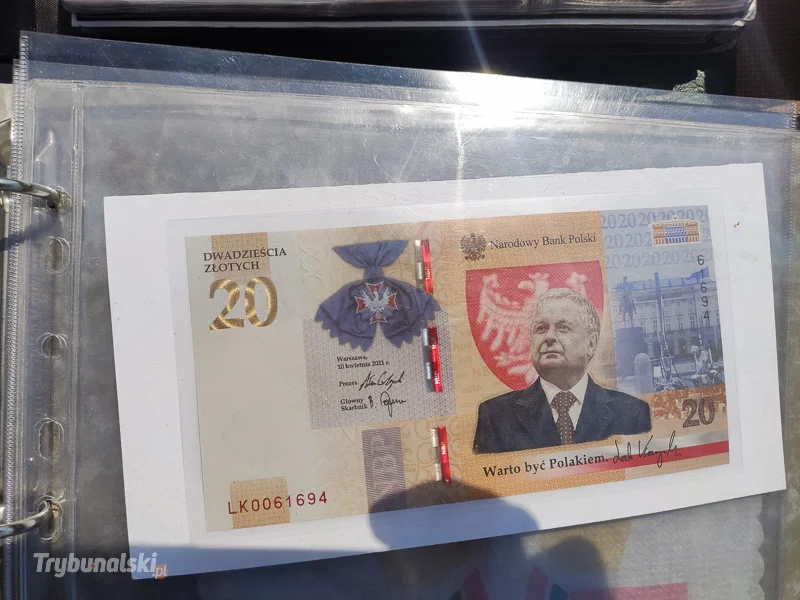 DWADZIEŚCIA
ZŁOTYCH
20
Warszawa,
10 kwietnia 2021 r.
Prezes
Główny
Skarbnik
NBP
LK0061694
Narodowy Bank Polski
20202020
61694
20
Warto być Polakiem.
Trybunalski.pl